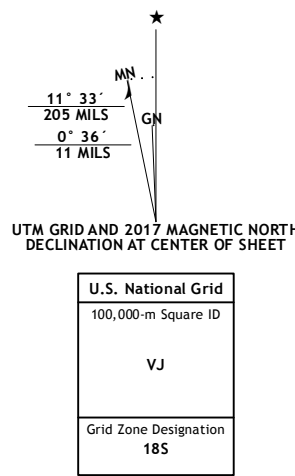 ★
MN
GN
11° 33´
205 MILS
0° 36´
11 MILS
UTM GRID AND 2017 MAGNETIC NORTH
DECLINATION AT CENTER OF SHEET
U.S. National Grid
100,000-m Square ID
VJ
Grid Zone Designation
18S